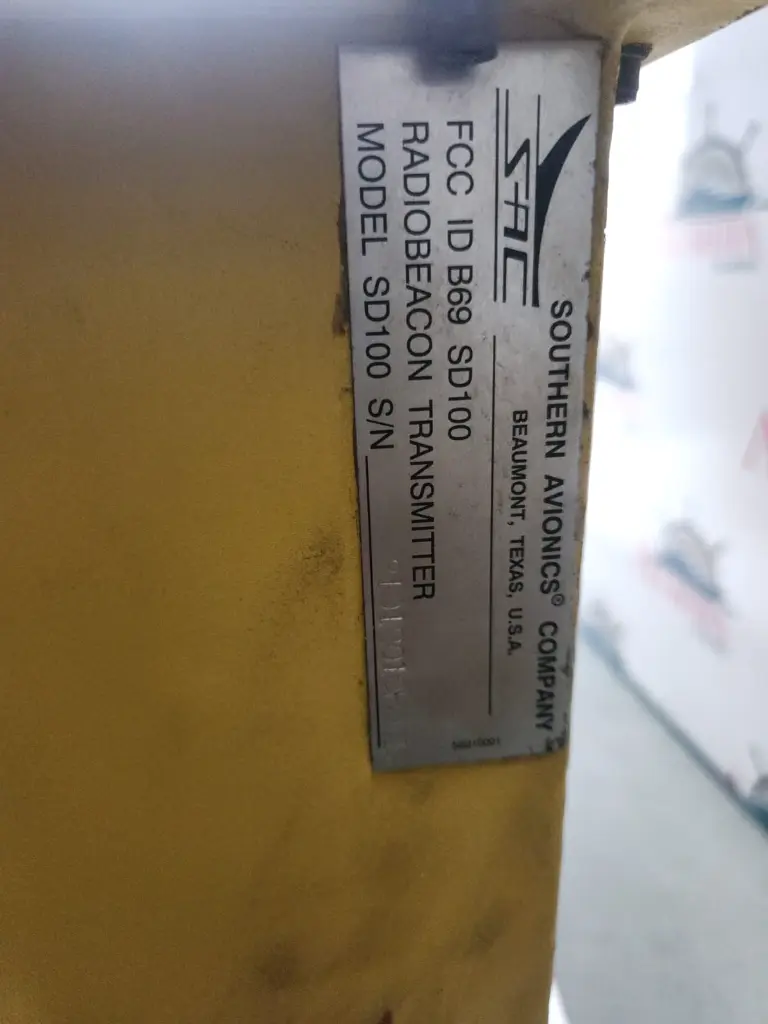 SAC
SOUTHERN AVIONICS® COMPANY
BEAUMONT, TEXAS, U.S.A.
FCC ID B69 SD100
RADIOBEACON TRANSMITTER
MODEL SD100 S/N